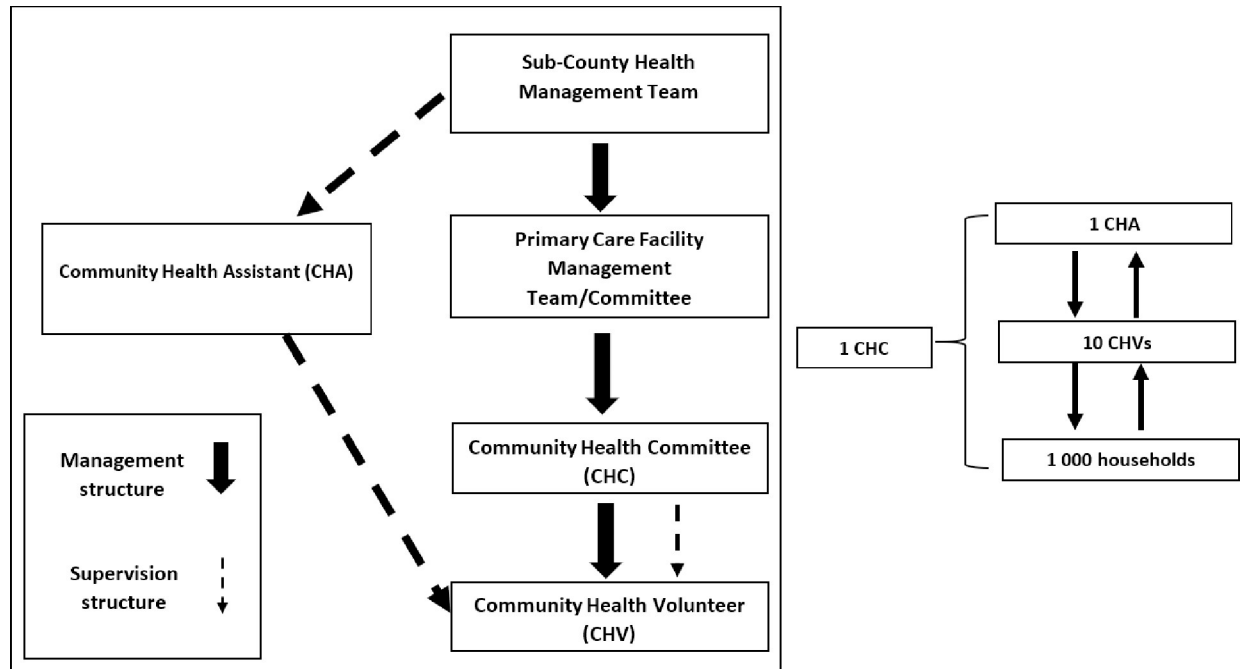 Sub-County Health
Management Team
Community Health Assistant (CHA)
Primary Care Facility
Management
Team/Committee
Community Health Committee
(CHC)
Community Health Volunteer
(CHV)
Management
structure
Supervision
structure
1 CHC
1 CHA
10 CHVs
1 000 households